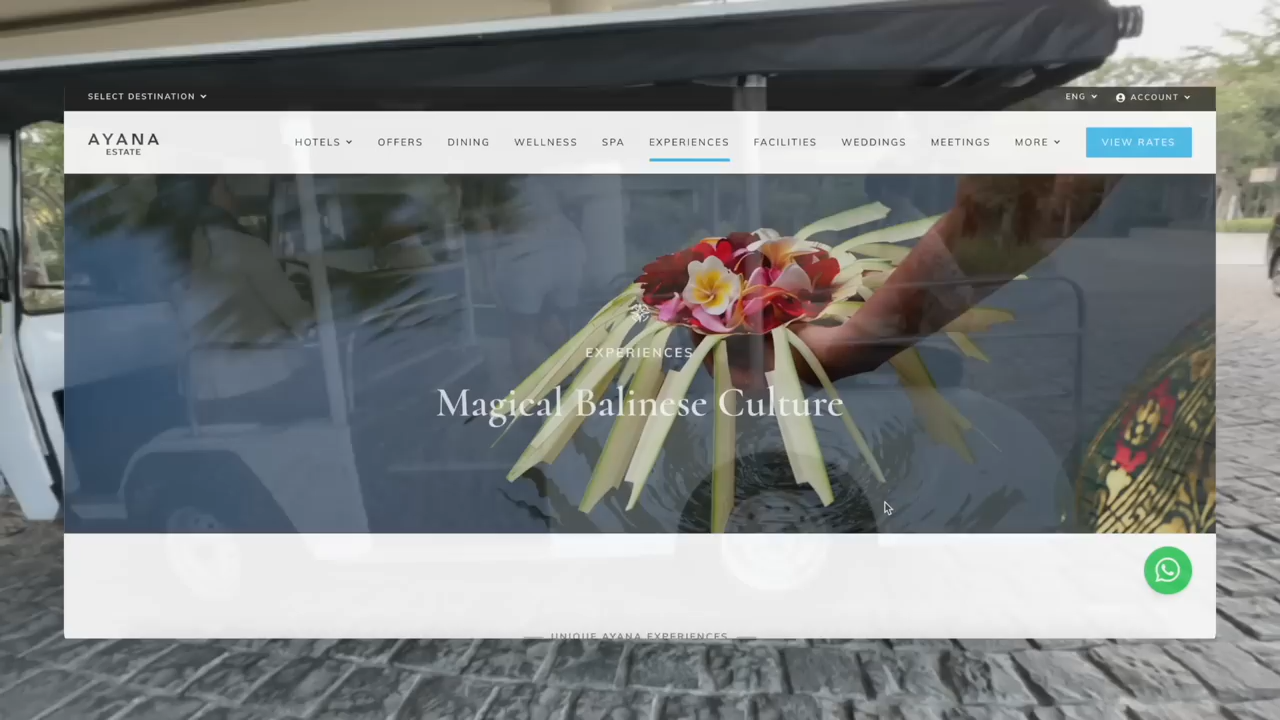 SELECT DESTINATION
ENG
ACCOUNT
AYANA
ESTATE
HOTELS
OFFERS
DINING
WELLNESS
SPA
EXPERIENCES
FACILITIES
WEDDINGS
MEETINGS
MORE
VIEW RATES
EXPERIENCES
Magical Balinese Culture
UNIQUE AYANA EXPERIENCES